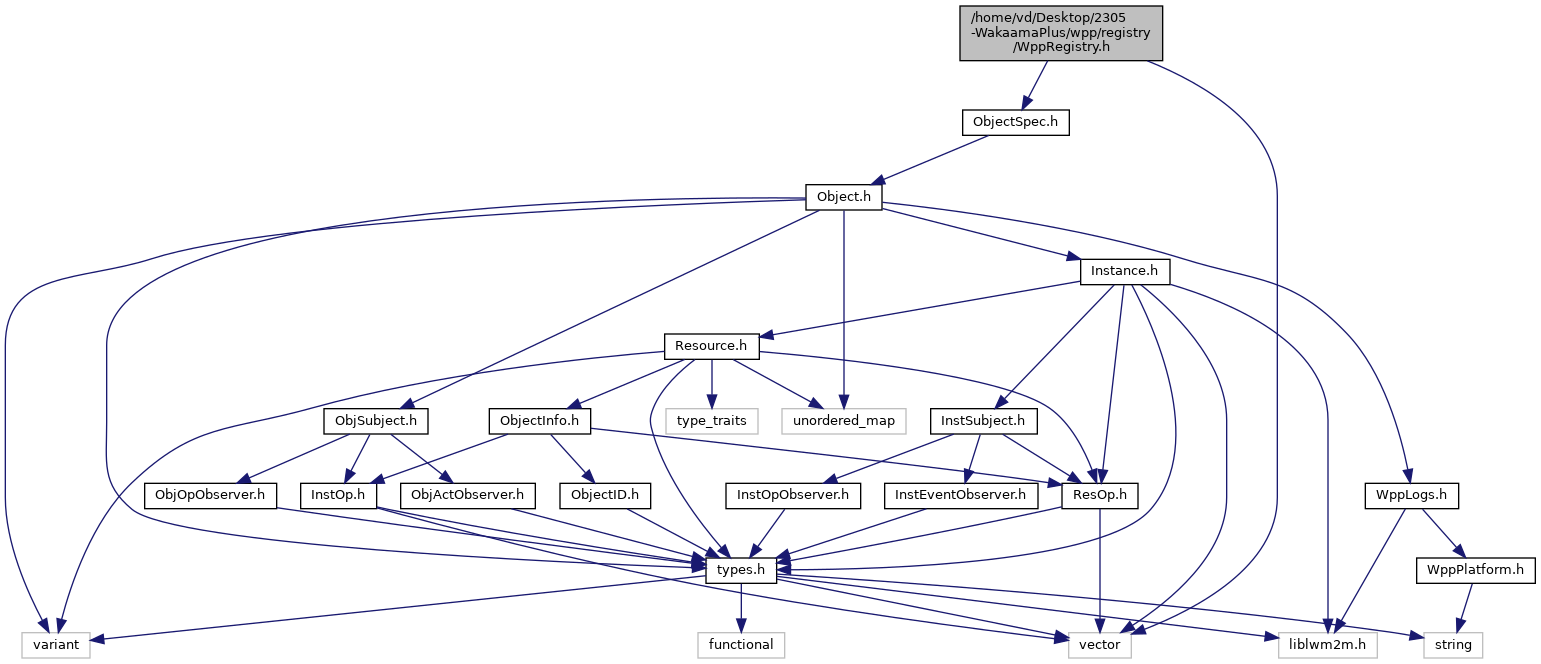 /home/vd/Desktop/2305
-WakaamaPlus/wpp/registry
/WppRegistry.h
ObjectSpec.h
Object.h
Instance.h
Resource.h
ObjSubject.h
ObjectInfo.h
type_traits
unordered_map
InstSubject.h
ObjOpObserver.h
InstOp.h
ObjActObserver.h
ObjectID.h
InstOpObserver.h
InstEventObserver.h
ResOp.h
WppLogs.h
types.h
WppPlatform.h
variant
functional
vector
liblwm2m.h
string